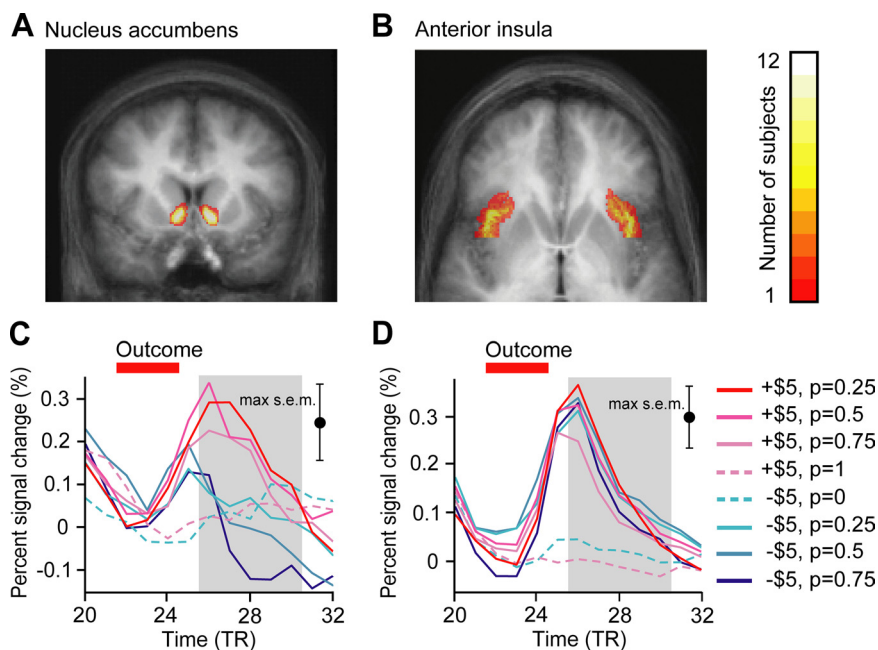 A Nucleus accumbens
B Anterior insula
12
Number of subjects
1
C
Outcome
Percent signal change (%)
0.3
0.2
0.1
0
-0.1
max s.e.m.
20 24 28 32
Time (TR)
D
Outcome
Percent signal change (%)
0.3
0.2
0.1
0
max s.e.m.
20 24 28 32
Time (TR)
+$5, p=0.25
+$5, p=0.5
+$5, p=0.75
+$5, p=1
-$5, p=0
-$5, p=0.25
-$5, p=0.5
-$5, p=0.75